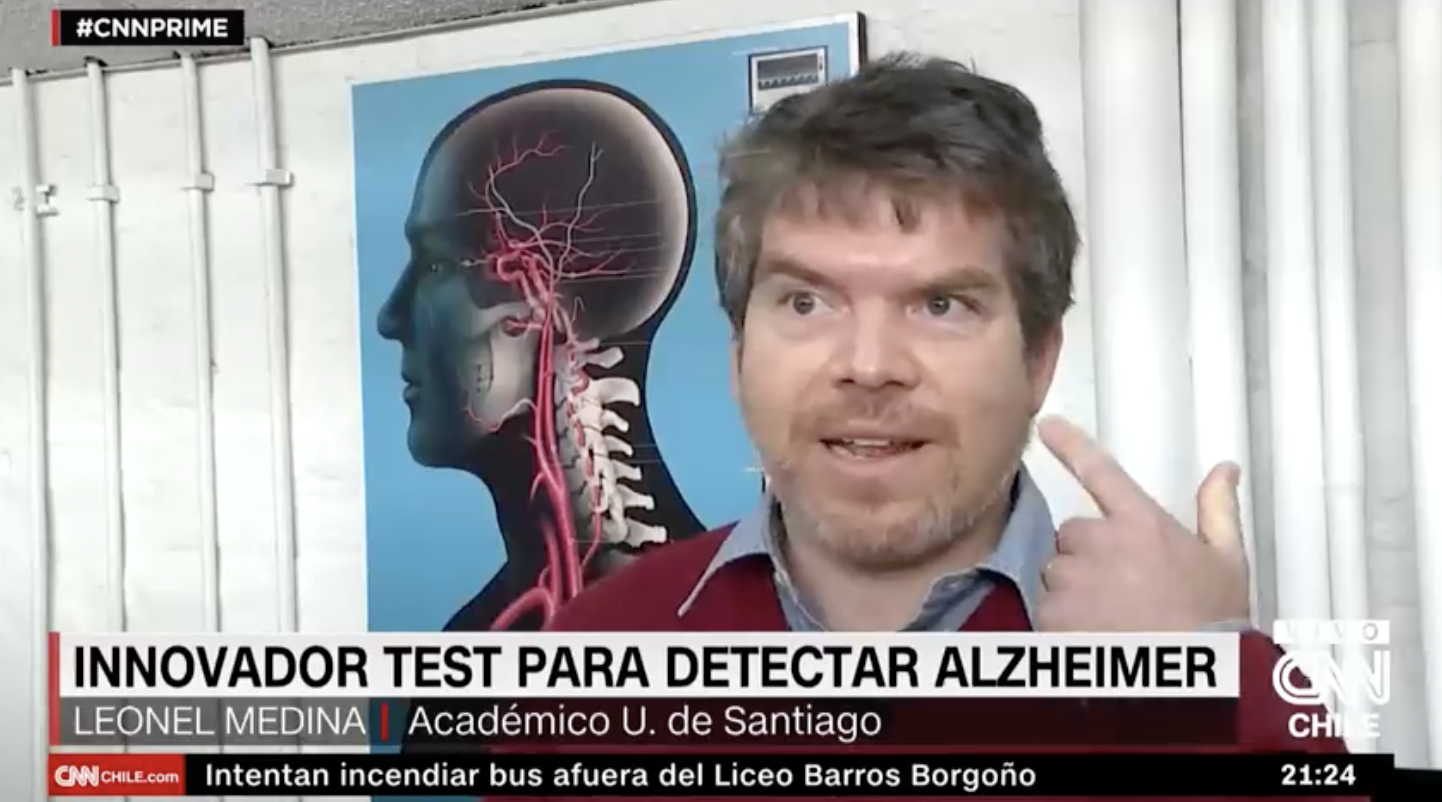 #CNNPRIME
INNOVADOR TEST PARA DETECTAR ALZHEIMER
LEONEL MEDINA | Académico U. de Santiago
CNN
CHILE
CNNCHILE.com Intentan incendiar bus afuera del Liceo Barros Borgoño 21:24